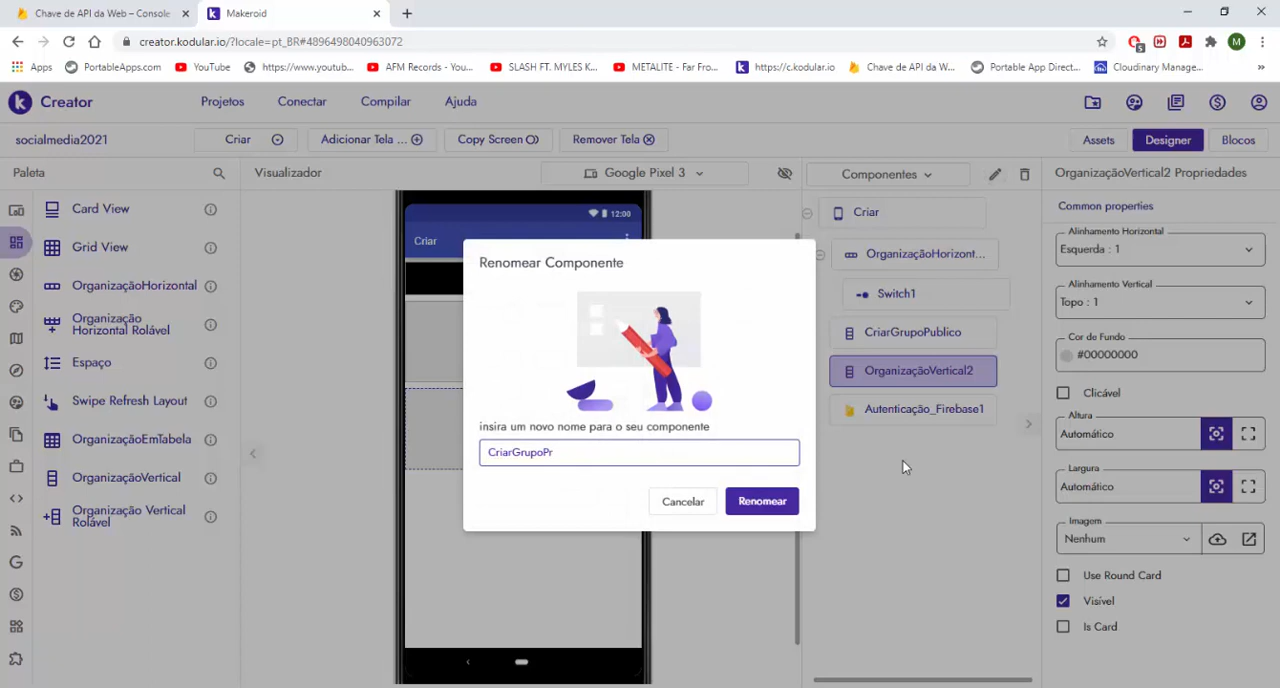 Chave de API da Web – Console
Makeroid
creator.kodular.io/?locale=pt_BR#4896498040963072
Apps
PortableApps.com
YouTube
https://www.youtub...
AFM Records - You...
SLASH FT. MYLES K...
METALITE - Far Fro...
https://c.kodular.io
Chave de API da W...
Portable App Direct...
Cloudinary Manage...
»
5
M
Creator
Projetos
Conectar
Compilar
Ajuda
socialmedia2021
Criar
Adicionar Tela ...
Copy Screen
Remover Tela
Assets
Designer
Blocos
Paleta
Visualizador
Google Pixel 3
Componentes
OrganizaçãoVertical2 Propriedades
Card View
Grid View
OrganizaçãoHorizontal
Organização
Horizontal Rolável
Espaço
Swipe Refresh Layout
OrganizaçãoEmTabela
OrganizaçãoVertical
Organização Vertical
Rolável
12:00
Criar
Renomear Componente
insira um novo nome para o seu componente
CriarGrupoPr
Cancelar
Renomear
Criar
OrganizaçãoHorizont...
Switch1
CriarGrupoPublico
OrganizaçãoVertical2
Autenticação_Firebase1
Common properties
Alinhamento Horizontal
Esquerda : 1
Alinhamento Vertical
Topo : 1
Cor de Fundo
#00000000
Clicável
Altura
Automático
Largura
Automático
Imagem
Nenhum
Use Round Card
Visível
Is Card